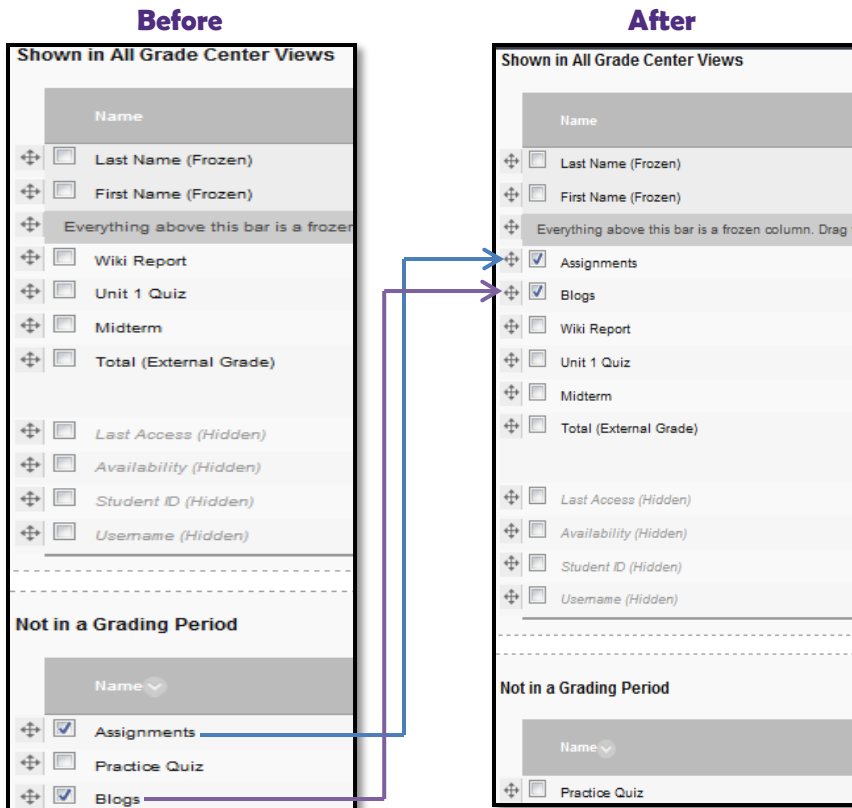 Before
Shown in All Grade Center Views
Name
Last Name (Frozen)
First Name (Frozen)
Everything above this bar is a frozen
Wiki Report
Unit 1 Quiz
Midterm
Total (External Grade)
Last Access (Hidden)
Availability (Hidden)
Student ID (Hidden)
Username (Hidden)
Not in a Grading Period
Name
Assignments
Practice Quiz
Blogs
After
Shown in All Grade Center Views
Name
Last Name (Frozen)
First Name (Frozen)
Everything above this bar is a frozen column. Drag
Assignments
Blogs
Wiki Report
Unit 1 Quiz
Midterm
Total (External Grade)
Last Access (Hidden)
Availability (Hidden)
Student ID (Hidden)
Username (Hidden)
Not in a Grading Period
Name
Practice Quiz